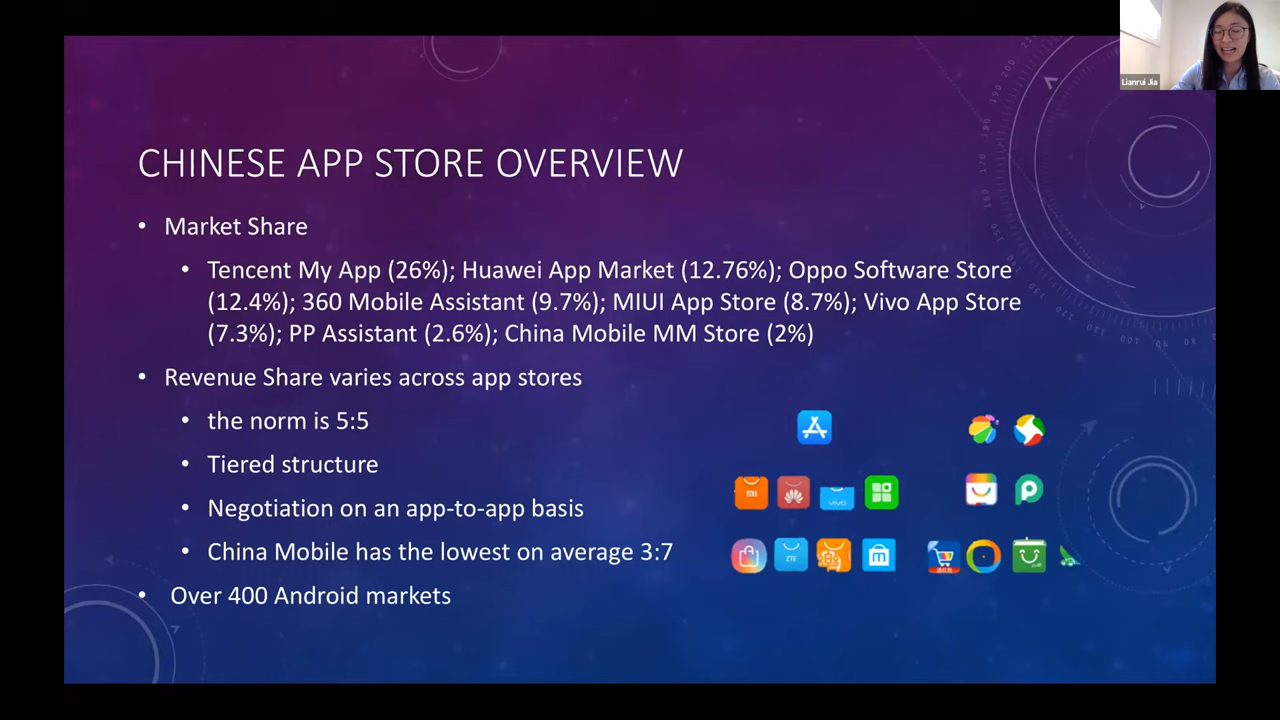 Lianrui Jia
CHINESE APP STORE OVERVIEW
• Market Share
• Tencent My App (26%); Huawei App Market (12.76%); Oppo Software Store
(12.4%); 360 Mobile Assistant (9.7%); MIUI App Store (8.7%); Vivo App Store
(7.3%); PP Assistant (2.6%); China Mobile MM Store (2%)
• Revenue Share varies across app stores
• the norm is 5:5
• Tiered structure
• Negotiation on an app-to-app basis
• China Mobile has the lowest on average 3:7
• Over 400 Android markets
mi
vivo
ZTE
m